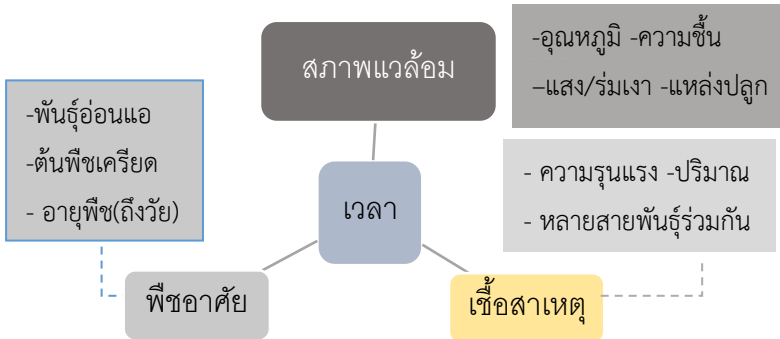 สภาพแวล้อม
-อุณหภูมิ -ความชื้น
–แสง/ร่มเงา -แหล่งปลูก
-พันธุ์อ่อนแอ
-ต้นพืชเครียด
- อายุพืช(ถึงวัย)
- ความรุนแรง -ปริมาณ
- หลายสายพันธุ์ร่วมกัน
เวลา
พืชอาศัย
เชื้อสาเหตุ